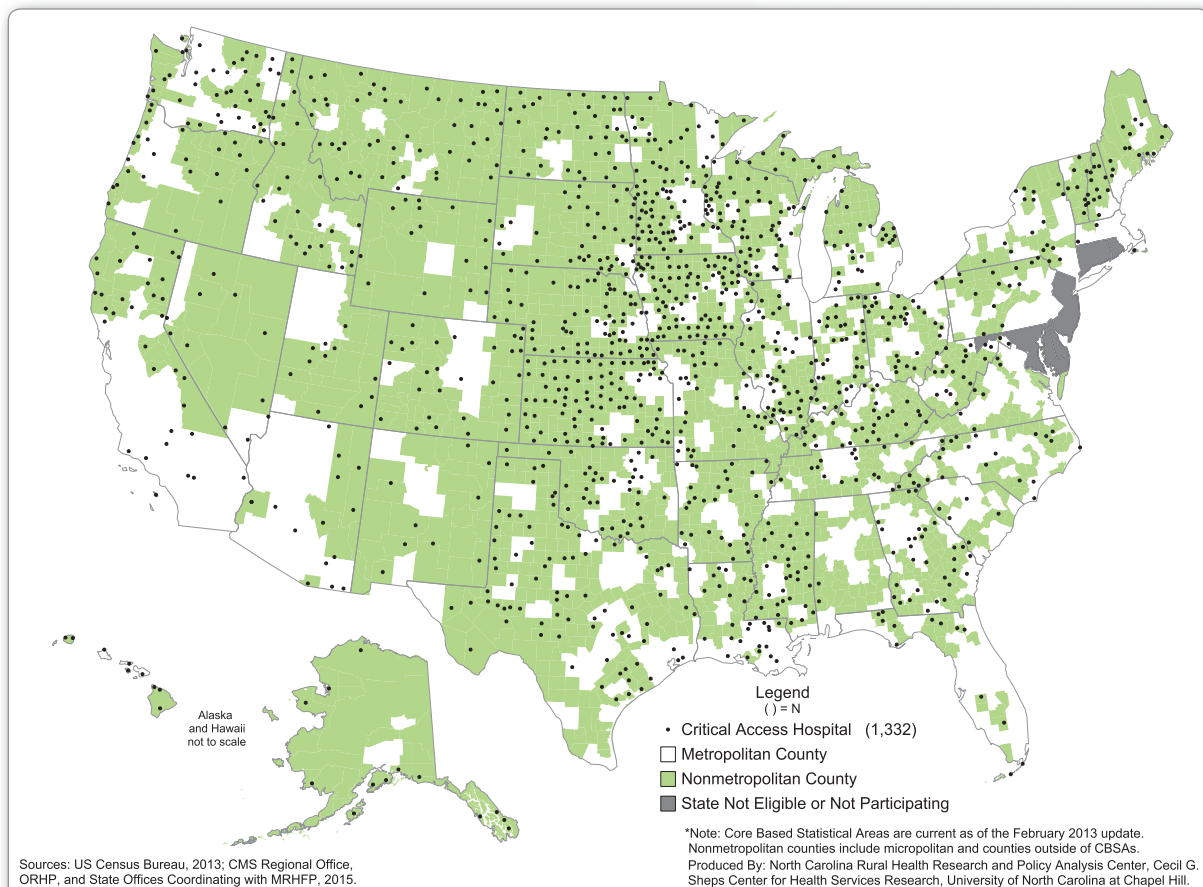 Alaska
and Hawaii
not to scale
Legend
( ) = N
Critical Access Hospital (1,332)
Metropolitan County
Nonmetropolitan County
State Not Eligible or Not Participating
*Note: Core Based Statistical Areas are current as of the February 2013 update.
Nonmetropolitan counties include micropolitan and counties outside of CBSAs.
Produced By: North Carolina Rural Health Research and Policy Analysis Center, Cecil G.
Sheps Center for Health Services Research, University of North Carolina at Chapel Hill.
Sources: US Census Bureau, 2013; CMS Regional Office,
ORHP, and State Offices Coordinating with MRHFP, 2015.